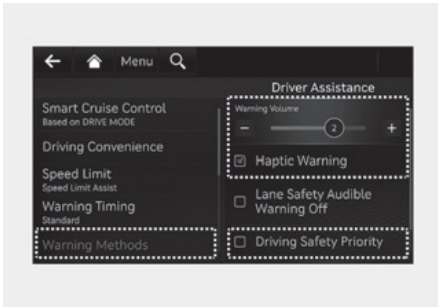 Menu
Driver Assistance
Smart Cruise Control
Based on DRIVE MODE
Driving Convenience
Speed Limit
Speed Limit Assist
Warning Timing
Standard
Warning Methods
Warning Volume
2
Haptic Warning
Lane Safety Audible
Warning Off
Driving Safety Priority